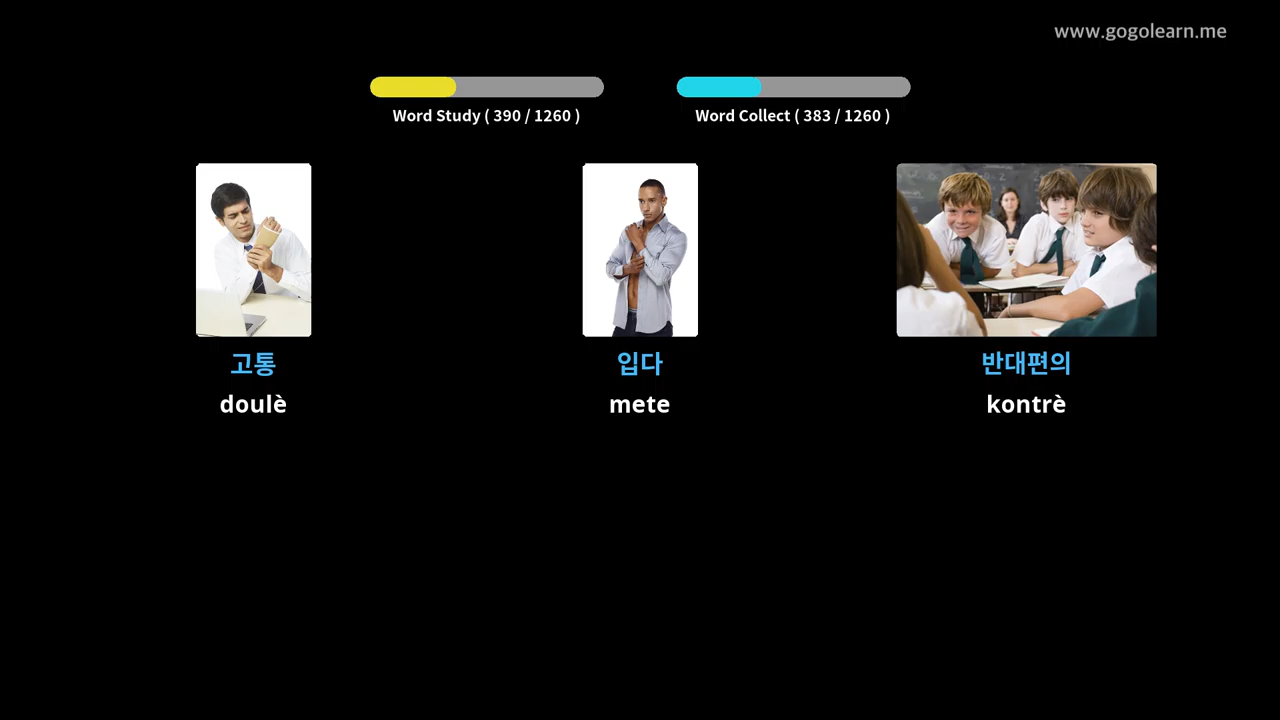 www.gogolearn.me
Word Study ( 390 / 1260 )
Word Collect ( 383 / 1260 )
고통
입다
반대편의
doulè
mete
kontrè